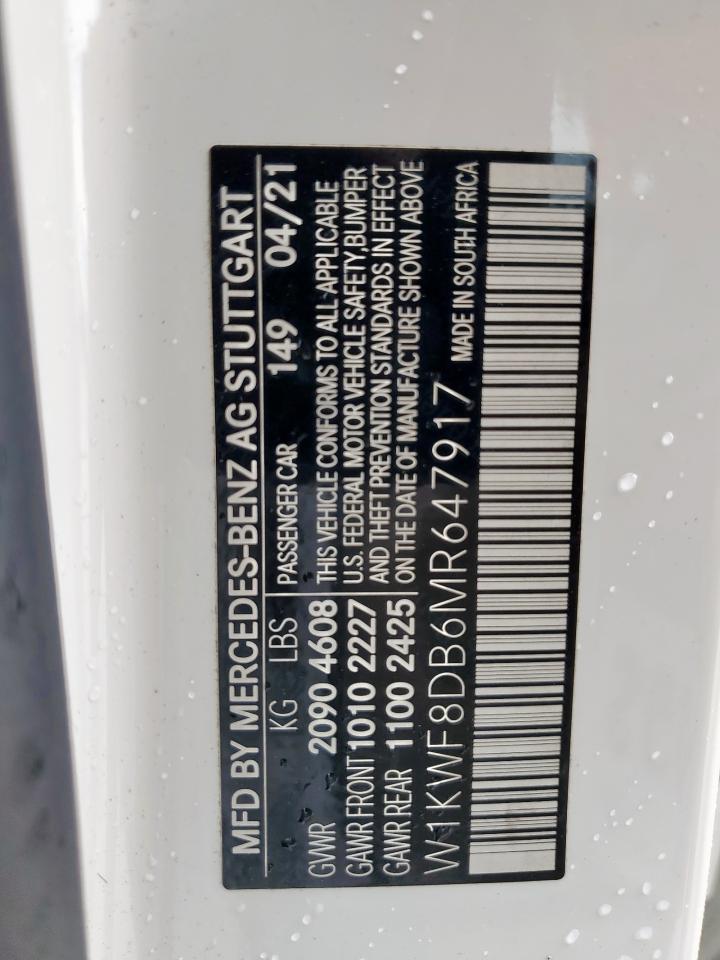 MFD BY MERCEDES-BENZ AG STUTTGART
KG LBS
GVWR 2090 4608
GAWR FRONT 1010 2227
GAWR REAR 1100 2425
PASSENGER CAR 149 04/21
THIS VEHICLE CONFORMS TO ALL APPLICABLE
U.S. FEDERAL MOTOR VEHICLE SAFETY, BUMPER
AND THEFT PREVENTION STANDARDS IN EFFECT
ON THE DATE OF MANUFACTURE SHOWN ABOVE
W1KWF8DB6MR647917 MADE IN SOUTH AFRICA